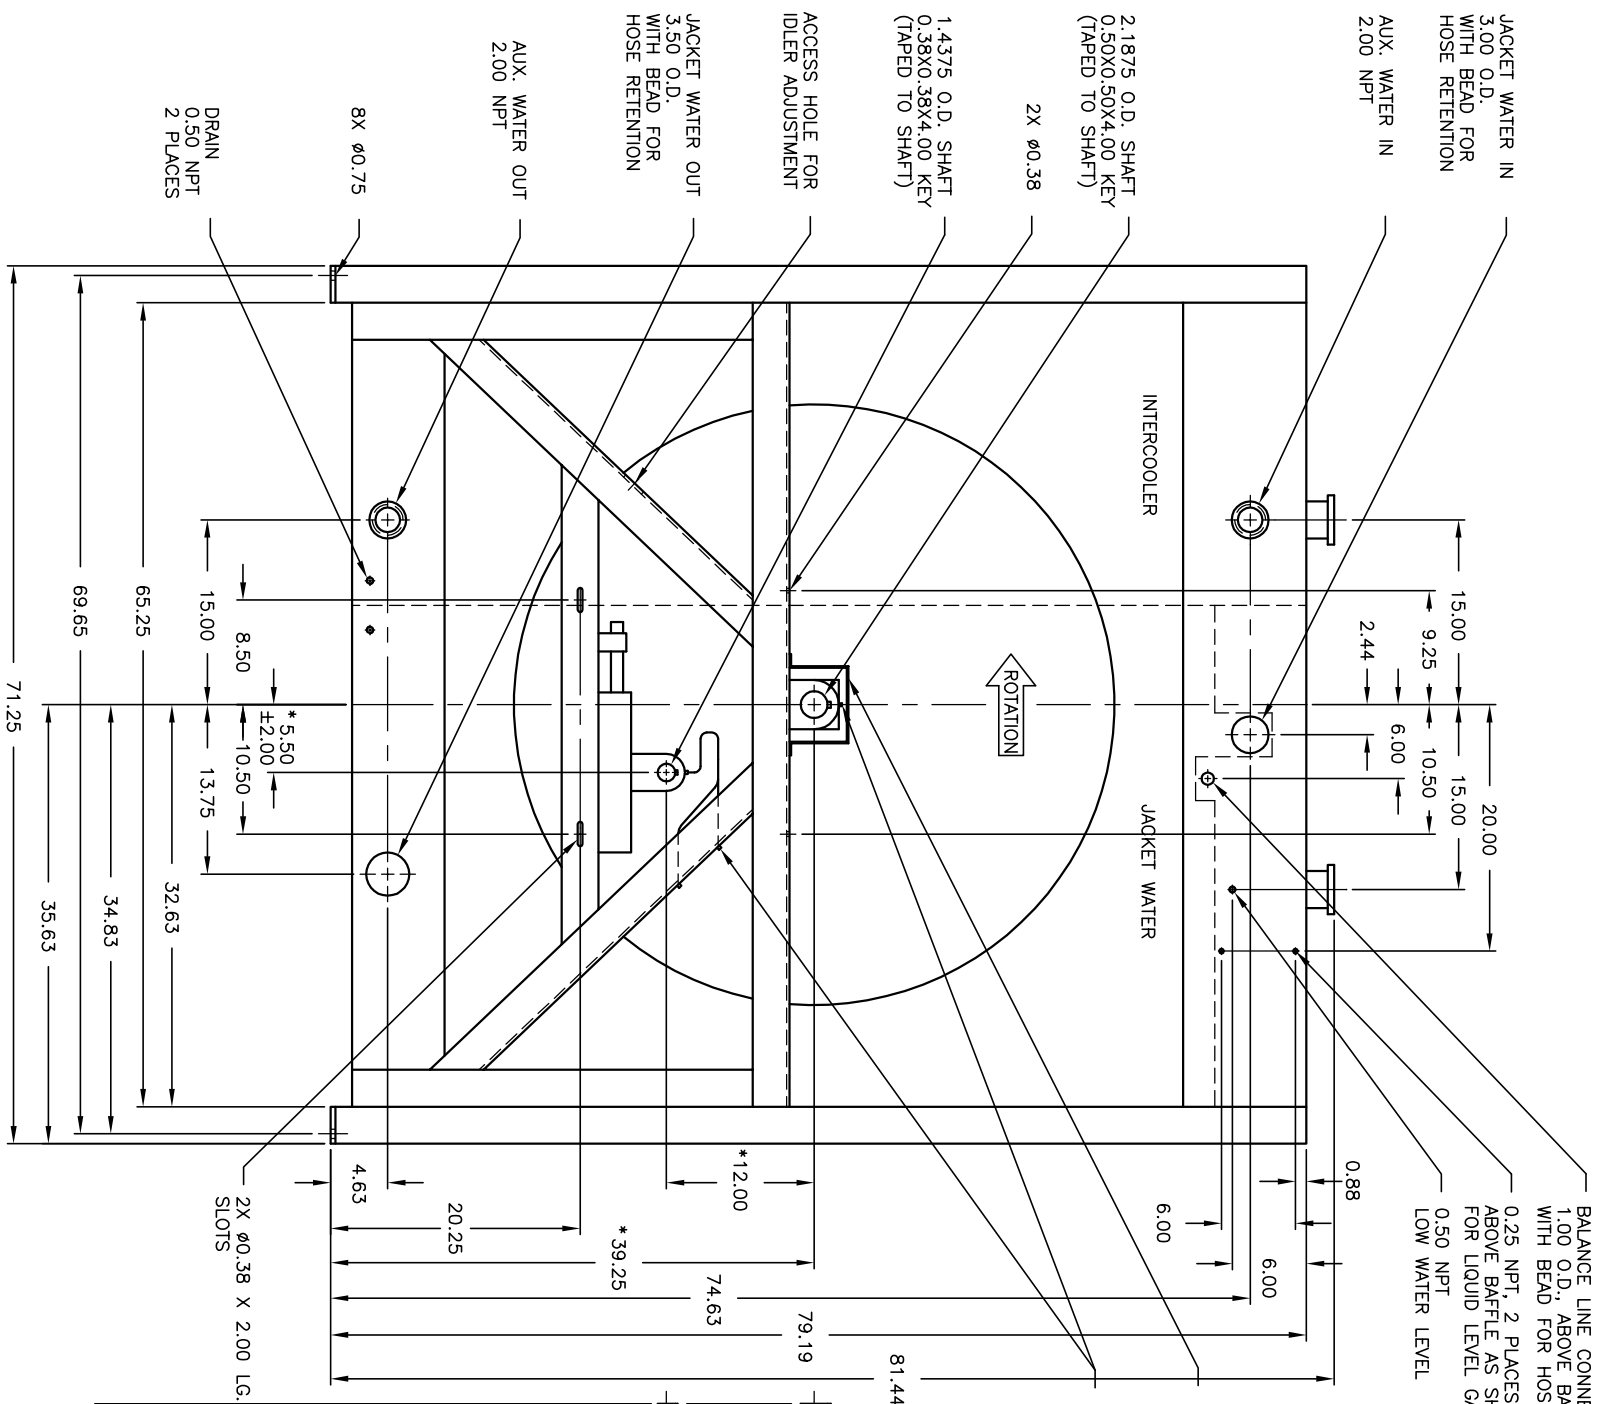 JACKET WATER IN
3.00 O.D.
WITH BEAD FOR
HOSE RETENTION
AUX. WATER IN
2.00 NPT
2.1875 O.D. SHAFT
0.50X0.50X4.00 KEY
(TAPED TO SHAFT)
2X ø0.38
1.4375 O.D. SHAFT
0.38X0.38X4.00 KEY
(TAPED TO SHAFT)
ACCESS HOLE FOR
IDLER ADJUSTMENT
JACKET WATER OUT
3.50 O.D.
WITH BEAD FOR
HOSE RETENTION
AUX. WATER OUT
2.00 NPT
8X ø0.75
DRAIN
0.50 NPT
2 PLACES
INTERCOOLER
ROTATION
JACKET WATER
15.00
9.25
2.44
6.00
10.50
15.00
20.00
BALANCE LINE CONNE
1.00 O.D., ABOVE BA
WITH BEAD FOR HOS
0.25 NPT, 2 PLACES
ABOVE BAFFLE AS SH
FOR LIQUID LEVEL GA
0.50 NPT
LOW WATER LEVEL
0.88
6.00
6.00
*12.00
4.63
20.25
*39.25
74.63
79.19
81.44
2X ø0.38 X 2.00 LG.
SLOTS
8.50
*5.50
±2.00
10.50
15.00
13.75
65.25
32.63
69.65
34.83
35.63
71.25